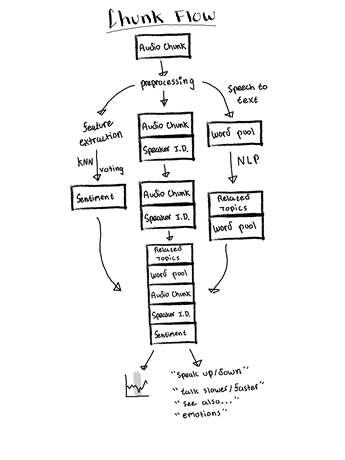 Chunk Flow
Audio Chunk
preprocessing
feature
extraction
Speech to
text
Audio Chunk
Speaker I.D.
Word pool
KNN
voting
NLP
Sentiment
Audio Chunk
Speaker I.D.
Related
Topics
Word pool
Related
Topics
Word pool
Audio Chunk
Speaker I.D.
Sentiment
"Speak up/down"
"talk slower/faster"
"see also..."
"emotions"